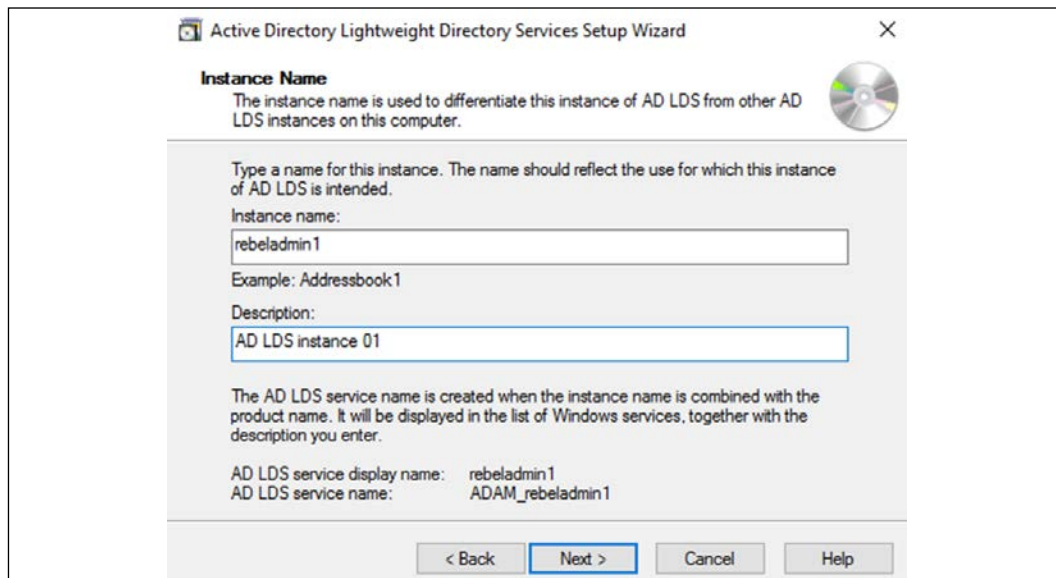 Active Directory Lightweight Directory Services Setup Wizard
Instance Name
The instance name is used to differentiate this instance of AD LDS from other AD
LDS instances on this computer.
Type a name for this instance. The name should reflect the use for which this instance
of AD LDS is intended.
Instance name:
rebeladmin1
Example: Addressbook1
Description:
AD LDS instance 01
The AD LDS service name is created when the instance name is combined with the
product name. It will be displayed in the list of Windows services, together with the
description you enter.
AD LDS service display name: rebeladmin1
AD LDS service name: ADAM_rebeladmin1
< Back Next > Cancel Help